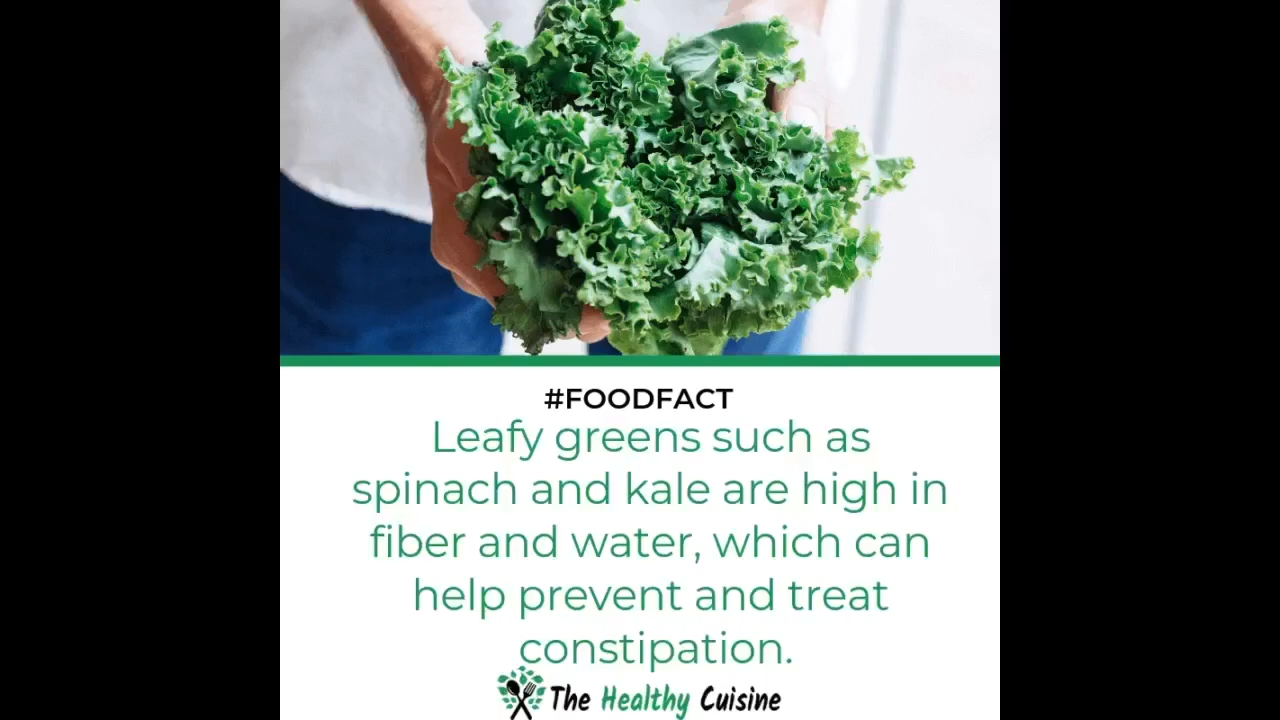 #FOODFACT
Leafy greens such as
spinach and kale are high in
fiber and water, which can
help prevent and treat
constipation.
The Healthy Cuisine